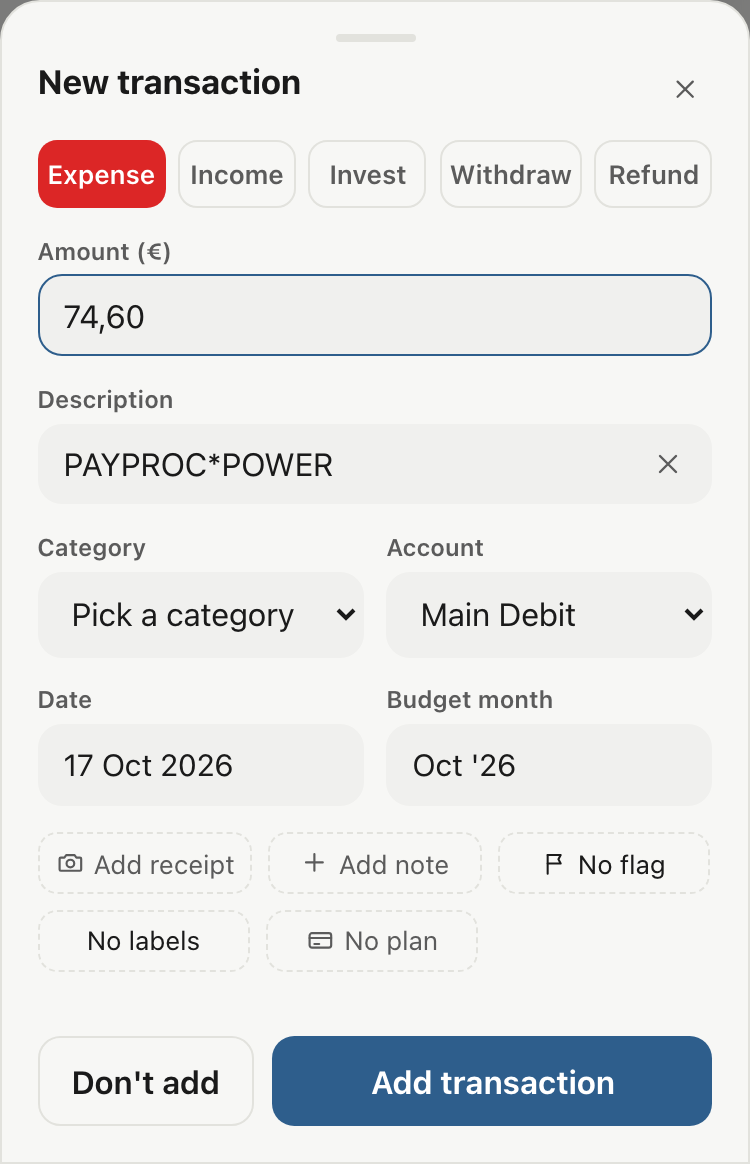 New transaction
Expense Income Invest Withdraw Refund
Amount (€)
74,60
Description
PAYPROC*POWER
Category Account
Pick a category Main Debit
Date Budget month
17 Oct 2026 Oct '26
Add receipt Add note No flag
No labels No plan
Don't add Add transaction